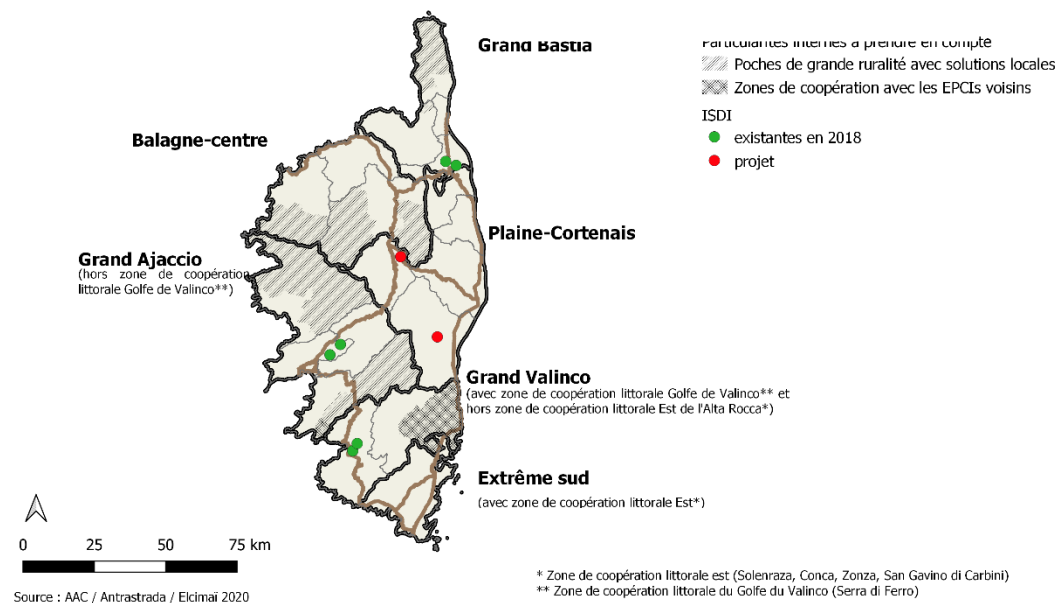 Grand Bastia
Particularités internes à prendre en compte
Poches de grande ruralité avec solutions locales
Zones de coopération avec les EPCIs voisins
ISDI
existantes en 2018
projet
Balagne-centre
Plaine-Cortenais
Grand Ajaccio
(hors zone de coopération
littorale Golfe de Valinco**)
Grand Valinco
(avec zone de coopération littorale Golfe de Valinco** et
hors zone de coopération littorale Est de l'Alta Rocca*)
Extrême sud
(avec zone de coopération littorale Est*)
0 25 50 75 km
Source : AAC / Antrastrada / Elcimaï 2020
* Zone de coopération littorale est (Solenraza, Conca, Zonza, San Gavino di Carbini)
** Zone de coopération littorale du Golfe du Valinco (Serra di Ferro)